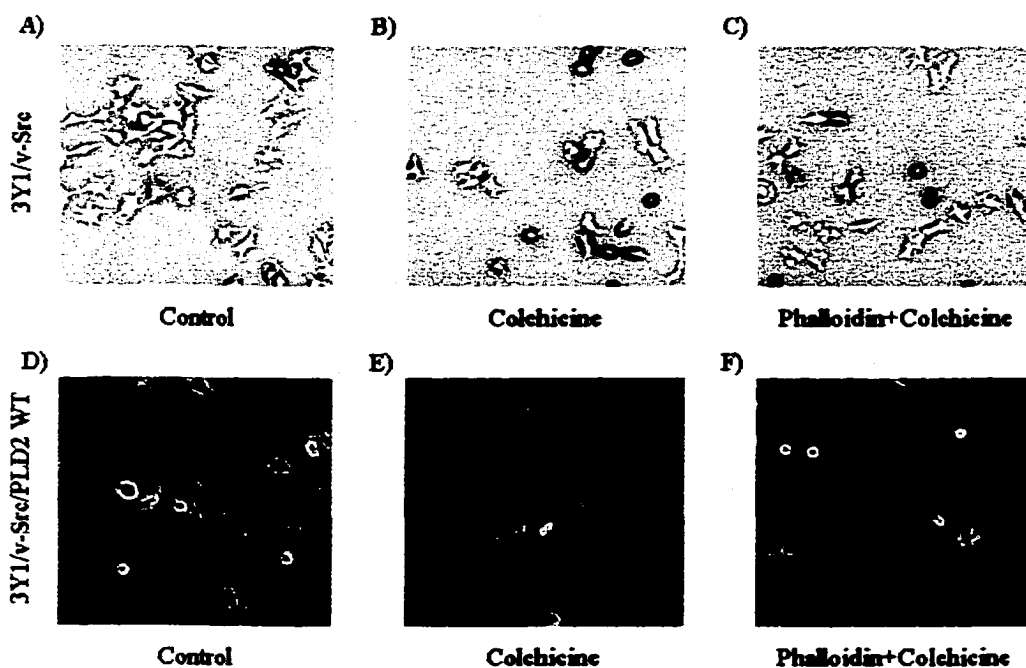 A)
B)
C)
3Y1/v-Src
Control
Colchicine
Phalloidin+Colchicine
D)
E)
F)
3Y1/v-Src/PLD2 WT
Control
Colchicine
Phalloidin+Colchicine